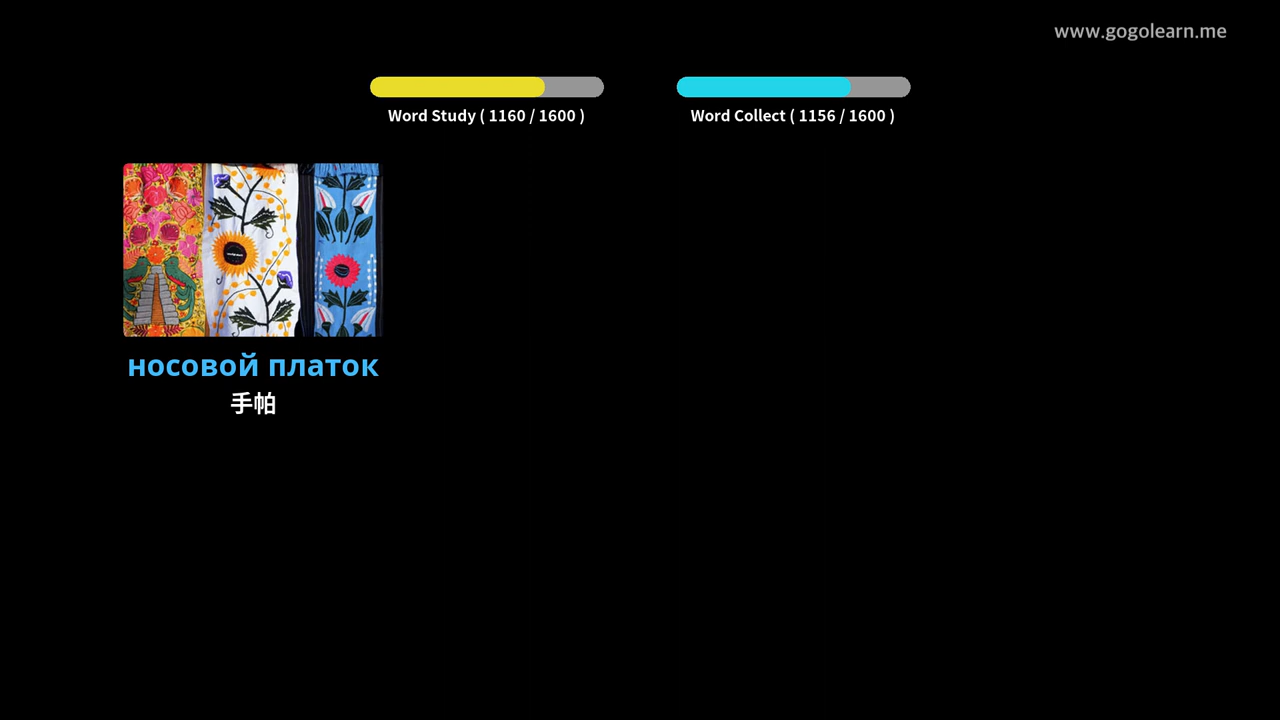 www.gogolearn.me
Word Study ( 1160 / 1600 )
Word Collect ( 1156 / 1600 )
носовой платок
手帕